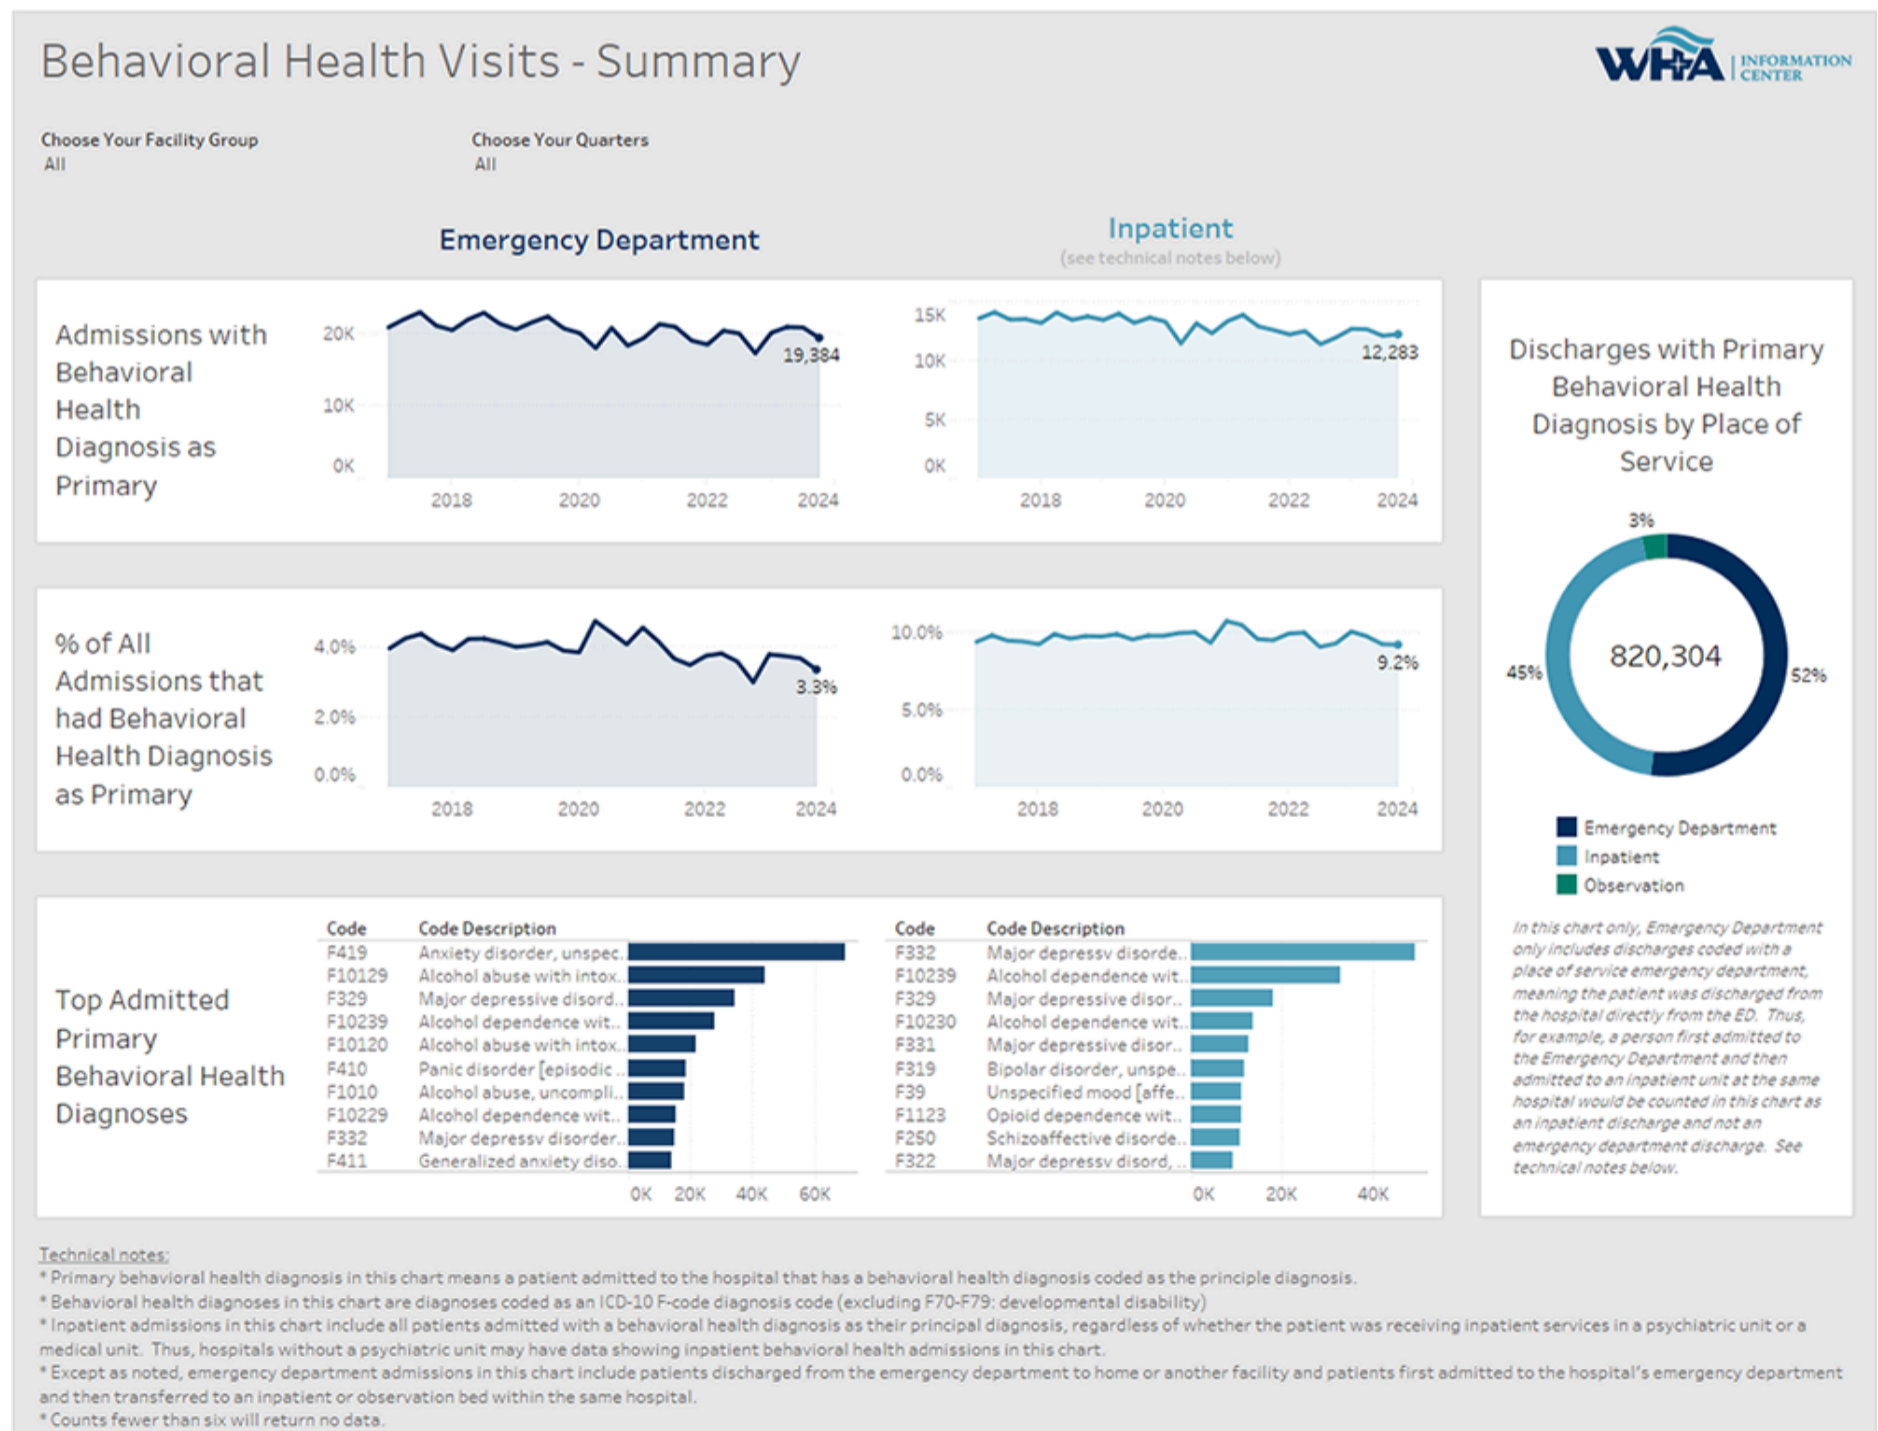 Behavioral Health Visits - Summary
WHA | INFORMATION CENTER
Choose Your Facility Group
All
Choose Your Quarters
All
Emergency Department
Inpatient
(see technical notes below)
Admissions with
Behavioral
Health
Diagnosis as
Primary
20K
10K
0K
19,384
2018
2020
2022
2024
15K
10K
5K
0K
12,283
2018
2020
2022
2024
% of All
Admissions that
had Behavioral
Health Diagnosis
as Primary
4.0%
2.0%
0.0%
3.3%
2018
2020
2022
2024
10.0%
5.0%
0.0%
9.2%
2018
2020
2022
2024
Top Admitted
Primary
Behavioral Health
Diagnoses
Code Code Description
F419 Anxiety disorder, unspec..
F10129 Alcohol abuse with intox..
F329 Major depressive disord..
F10239 Alcohol dependence wit..
F10120 Alcohol abuse with intox..
F410 Panic disorder [episodic ..
F1010 Alcohol abuse, uncompli..
F10229 Alcohol dependence wit..
F332 Major depressv disorder..
F411 Generalized anxiety diso..
0K 20K 40K 60K
Code Code Description
F332 Major depressv disorde..
F10239 Alcohol dependence wit..
F329 Major depressive disor..
F10230 Alcohol dependence wit..
F331 Major depressive disor..
F319 Bipolar disorder, unspe..
F39 Unspecified mood [affe..
F1123 Opioid dependence wit..
F250 Schizoaffective disorde..
F322 Major depressv disord, ..
0K 20K 40K
Discharges with Primary
Behavioral Health
Diagnosis by Place of
Service
3%
45%
820,304
52%
Emergency Department
Inpatient
Observation
In this chart only, Emergency Department
only includes discharges coded with a
place of service emergency department,
meaning the patient was discharged from
the hospital directly from the ED. Thus,
for example, a person first admitted to
the Emergency Department and then
admitted to an inpatient unit at the same
hospital would be counted in this chart as
an inpatient discharge and not an
emergency department discharge. See
technical notes below.
Technical notes:
* Primary behavioral health diagnosis in this chart means a patient admitted to the hospital that has a behavioral health diagnosis coded as the principle diagnosis.
* Behavioral health diagnoses in this chart are diagnoses coded as an ICD-10 F-code diagnosis code (excluding F70-F79: developmental disability)
* Inpatient admissions in this chart include all patients admitted with a behavioral health diagnosis as their principal diagnosis, regardless of whether the patient was receiving inpatient services in a psychiatric unit or a
medical unit. Thus, hospitals without a psychiatric unit may have data showing inpatient behavioral health admissions in this chart.
* Except as noted, emergency department admissions in this chart include patients discharged from the emergency department to home or another facility and patients first admitted to the hospital's emergency department
and then transferred to an inpatient or observation bed within the same hospital.
* Counts fewer than six will return no data.